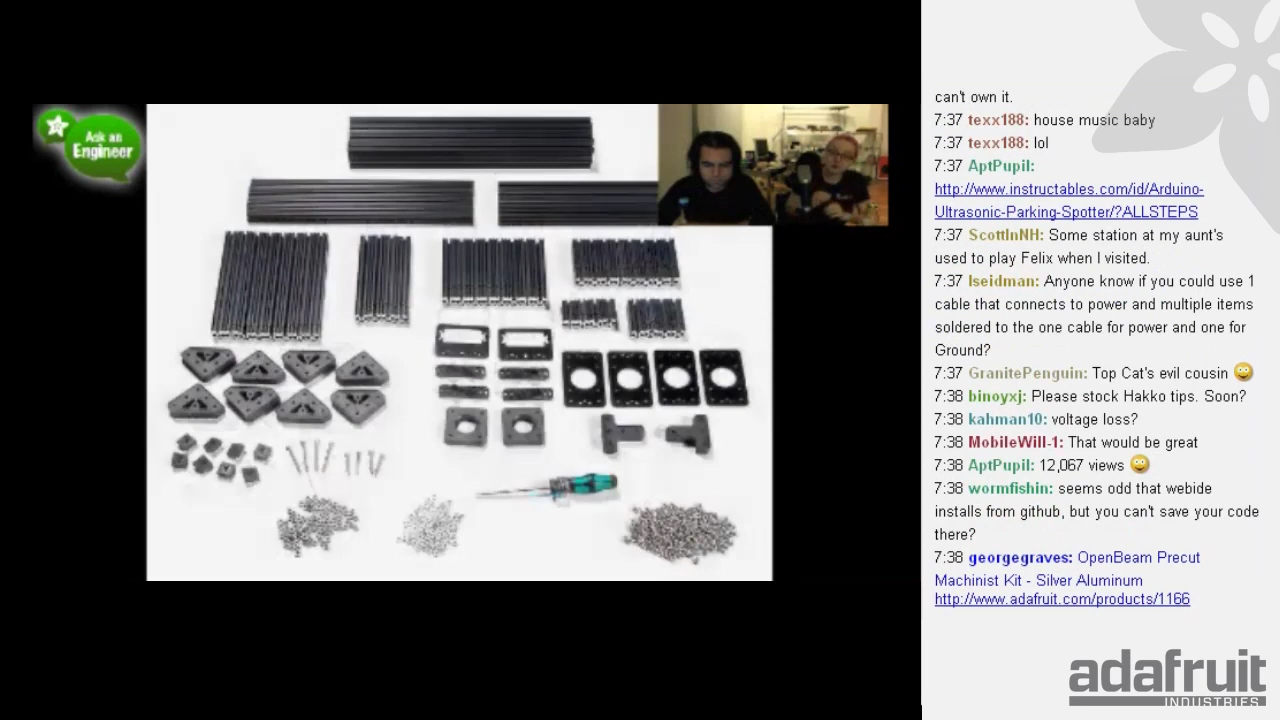 Ask an
Engineer
can't own it.
7:37 texx188: house music baby
7:37 texx188: lol
7:37 AptPupil:
http://www.instructables.com/id/Arduino-
Ultrasonic-Parking-Spotter/?ALLSTEPS
7:37 ScottInNH: Some station at my aunt's
used to play Felix when I visited.
7:37 lseidman: Anyone know if you could use 1
cable that connects to power and multiple items
soldered to the one cable for power and one for
Ground?
7:37 GranitePenguin: Top Cat's evil cousin
7:38 binoyxj: Please stock Hakko tips. Soon?
7:38 kahman10: voltage loss?
7:38 MobileWill-1: That would be great
7:38 AptPupil: 12,067 views
7:38 wormfishin: seems odd that webide
installs from github, but you can't save your code
there?
7:38 georgegraves: OpenBeam Precut
Machinist Kit - Silver Aluminum
http://www.adafruit.com/products/1166
adafruit
INDUSTRIES